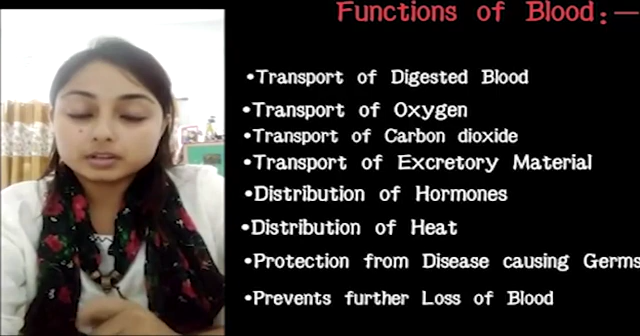 Functions of Blood:—
•Transport of Digested Blood
•Transport of Oxygen
•Transport of Carbon dioxide
•Transport of Excretory Material
•Distribution of Hormones
•Distribution of Heat
•Protection from Disease causing Germs
•Prevents further Loss of Blood